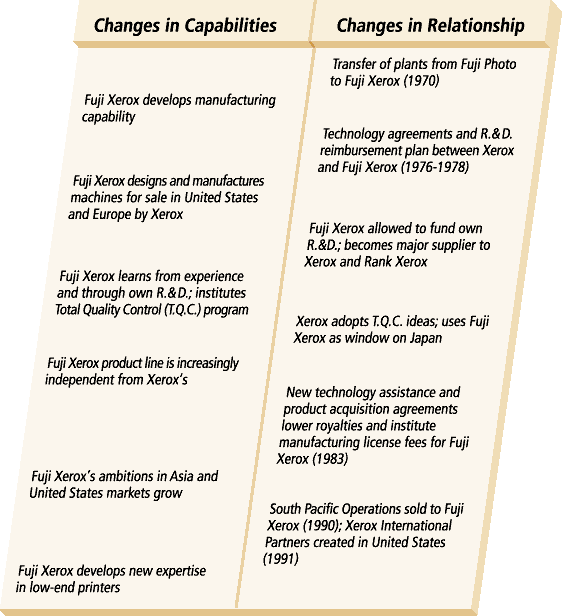 Changes in Capabilities
Changes in Relationship
Transfer of plants from Fuji Photo
to Fuji Xerox (1970)
Fuji Xerox develops manufacturing
capability
Technology agreements and R.&D.
reimbursement plan between Xerox
and Fuji Xerox (1976-1978)
Fuji Xerox designs and manufactures
machines for sale in United States
and Europe by Xerox
Fuji Xerox allowed to fund own
R.&D.; becomes major supplier to
Xerox and Rank Xerox
Fuji Xerox learns from experience
and through own R.&D.; institutes
Total Quality Control (T.Q.C.) program
Xerox adopts T.Q.C. ideas; uses Fuji
Xerox as window on Japan
Fuji Xerox product line is increasingly
independent from Xerox's
New technology assistance and
product acquisition agreements
lower royalties and institute
manufacturing license fees for Fuji
Xerox (1983)
Fuji Xerox's ambitions in Asia and
United States markets grow
South Pacific Operations sold to Fuji
Xerox (1990); Xerox International
Partners created in United States
(1991)
Fuji Xerox develops new expertise
in low-end printers